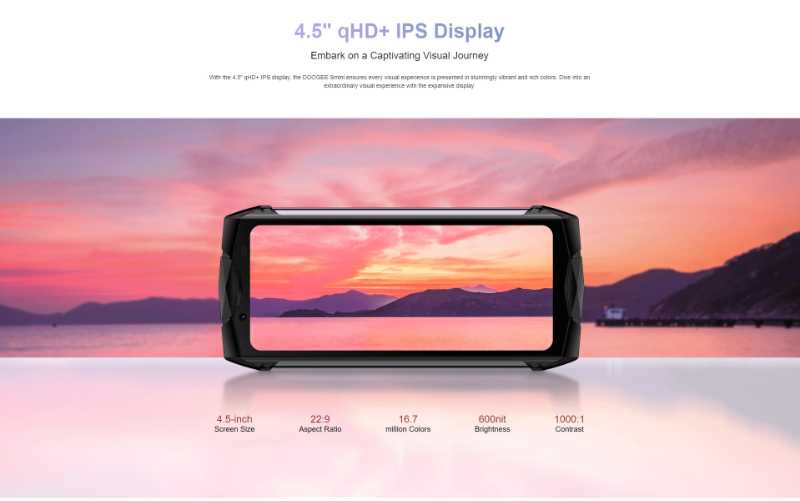 4.5" qHD+ IPS Display
Embark on a Captivating Visual Journey
With the 4.5" qHD+ IPS display, the DOOGEE Smini ensures every visual experience is presented in stunningly vibrant and rich colors. Dive into an
extraordinary visual experience with the expansive display
4.5-inch 22:9 16.7 600nit 1000:1
Screen Size Aspect Ratio million Colors Brightness Contrast